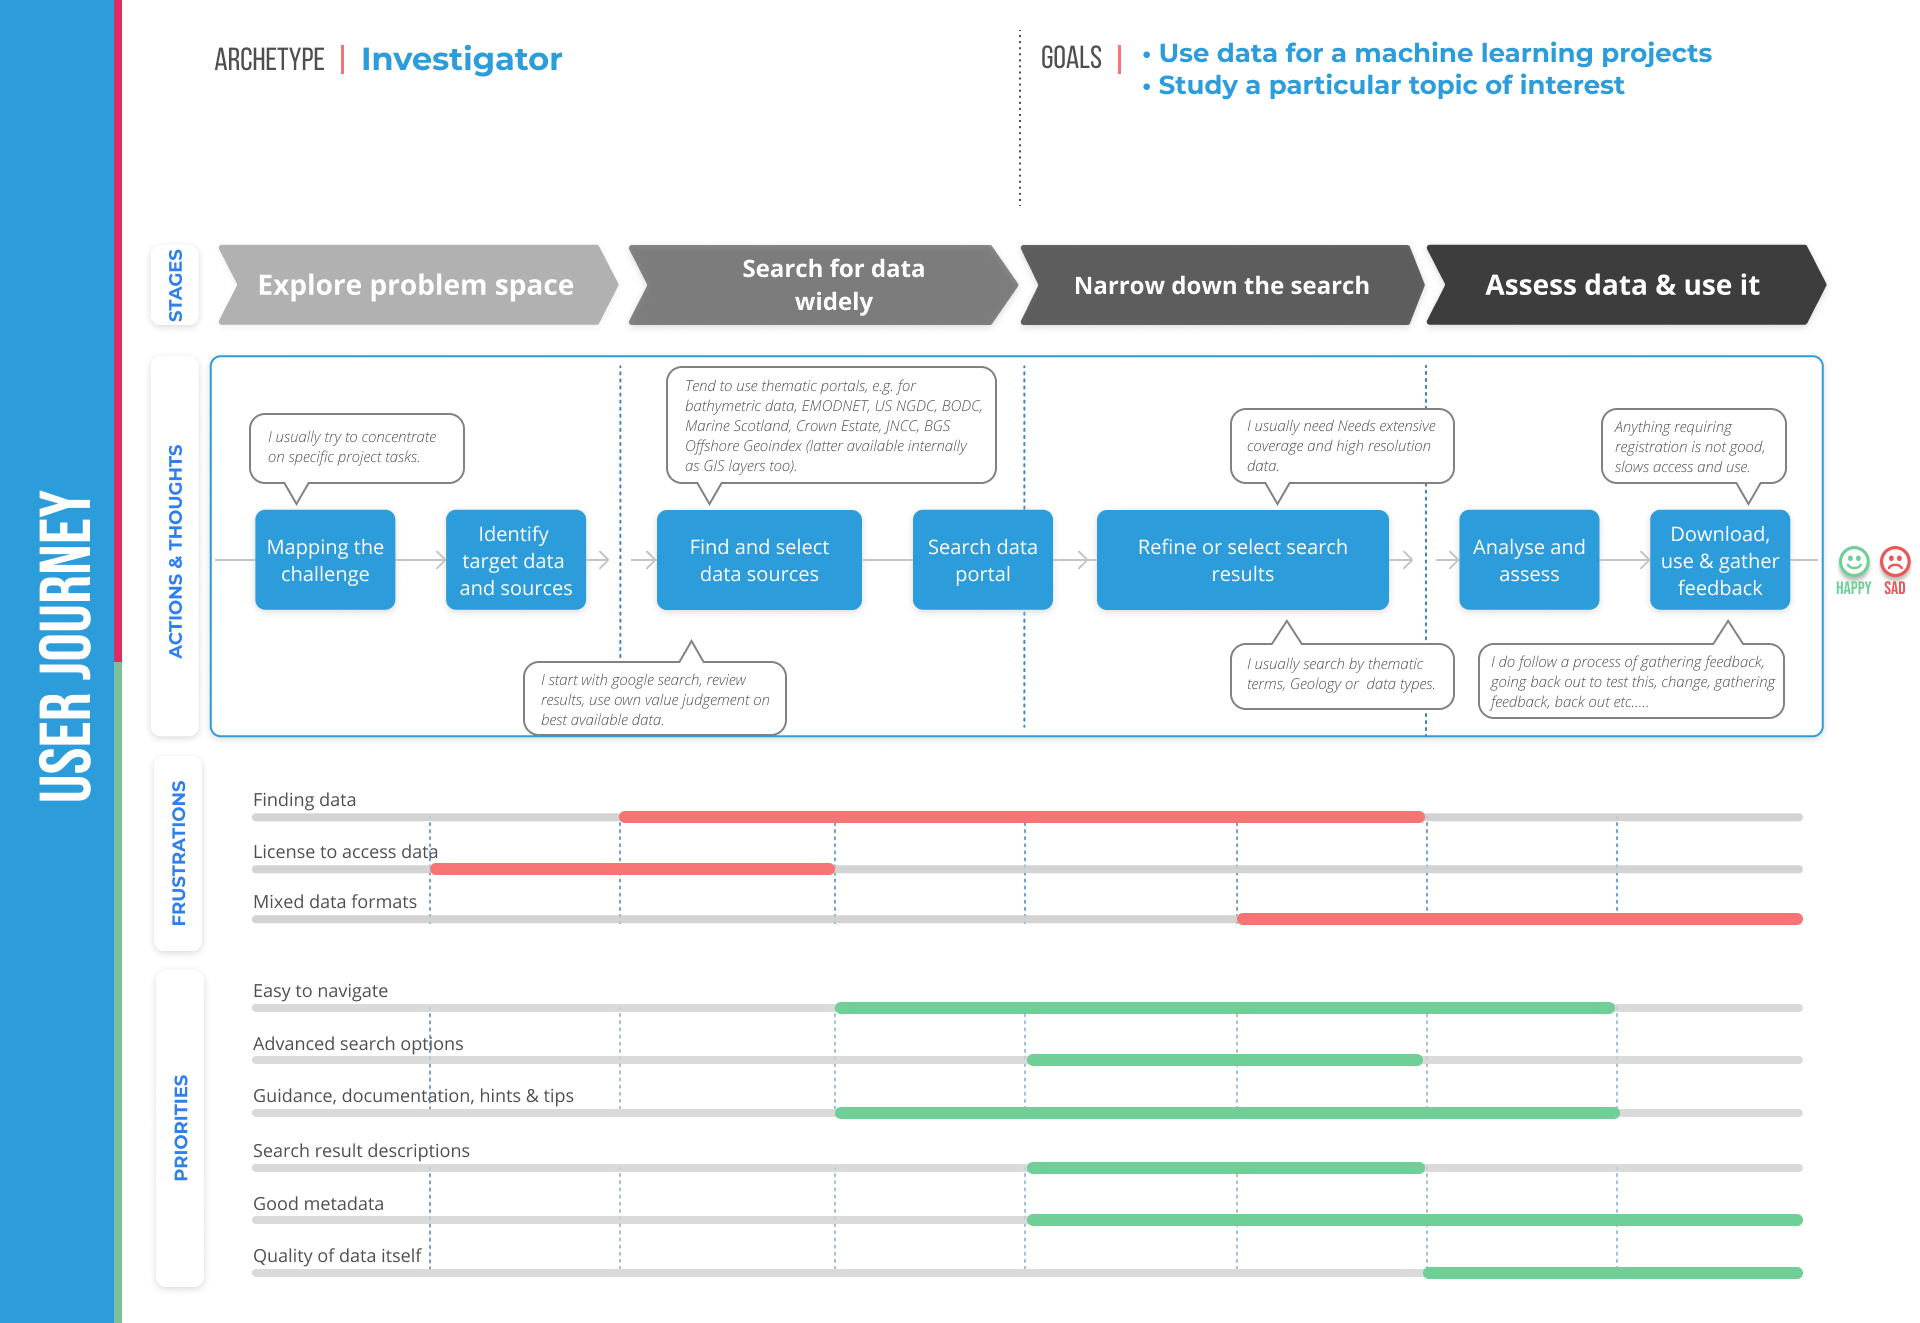 USER JOURNEY
ARCHETYPE
Investigator
GOALS
• Use data for a machine learning projects
• Study a particular topic of interest
STAGES
Explore problem space
Search for data
widely
Narrow down the search
Assess data & use it
ACTIONS & THOUGHTS
I usually try to concentrate
on specific project tasks.
Tend to use thematic portals, e.g. for
bathymetric data, EMODNET, US NGDC, BODC,
Marine Scotland, Crown Estate, JNCC, BGS
Offshore Geoindex (latter available internally
as GIS layers too).
I usually need Needs extensive
coverage and high resolution
data.
Anything requiring
registration is not good,
slows access and use.
Mapping the
challenge
Identify
target data
and sources
Find and select
data sources
Search data
portal
Refine or select search
results
Analyse and
assess
Download,
use & gather
feedback
HAPPY
SAD
I start with google search, review
results, use own value judgement on
best available data.
I usually search by thematic
terms, Geology or  data types.
I do follow a process of gathering feedback,
going back out to test this, change, gathering
feedback, back out etc.....
FRUSTRATIONS
Finding data
License to access data
Mixed data formats
PRIORITIES
Easy to navigate
Advanced search options
Guidance, documentation, hints & tips
Search result descriptions
Good metadata
Quality of data itself